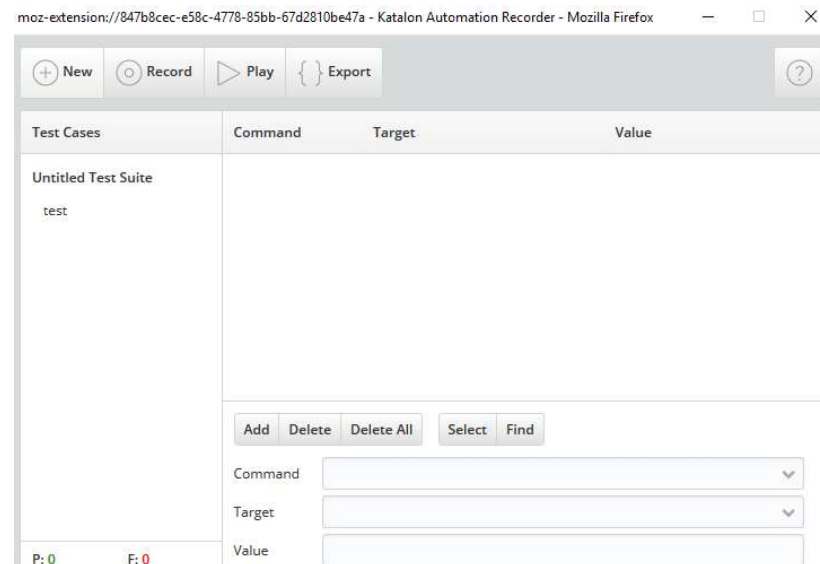 moz-extension://847b8cec-e58c-4778-85bb-67d2810be47a - Katalon Automation Recorder - Mozilla Firefox
New Record Play { } Export ?
Test Cases Command Target Value
Untitled Test Suite
test
Add Delete Delete All Select Find
Command
Target
Value
P: 0 F: 0